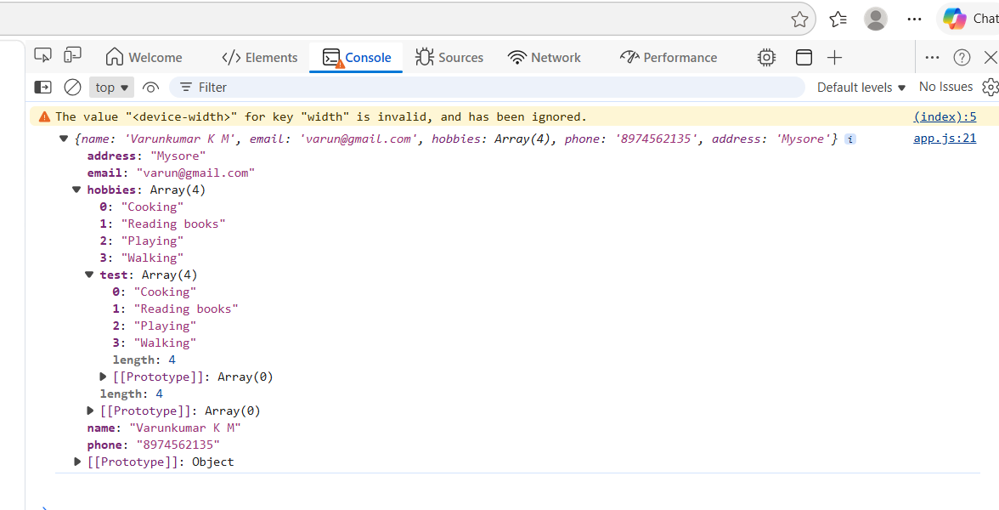 Chat
Welcome </> Elements Console Sources Network Performance
top Filter Default levels No Issues
The value "<device-width>" for key "width" is invalid, and has been ignored. (index):5
{name: 'Varunkumar K M', email: 'varun@gmail.com', hobbies: Array(4), phone: '8974562135', address: 'Mysore'} i app.js:21
address: "Mysore"
email: "varun@gmail.com"
hobbies: Array(4)
0: "Cooking"
1: "Reading books"
2: "Playing"
3: "Walking"
test: Array(4)
0: "Cooking"
1: "Reading books"
2: "Playing"
3: "Walking"
length: 4
[[Prototype]]: Array(0)
length: 4
[[Prototype]]: Array(0)
name: "Varunkumar K M"
phone: "8974562135"
[[Prototype]]: Object